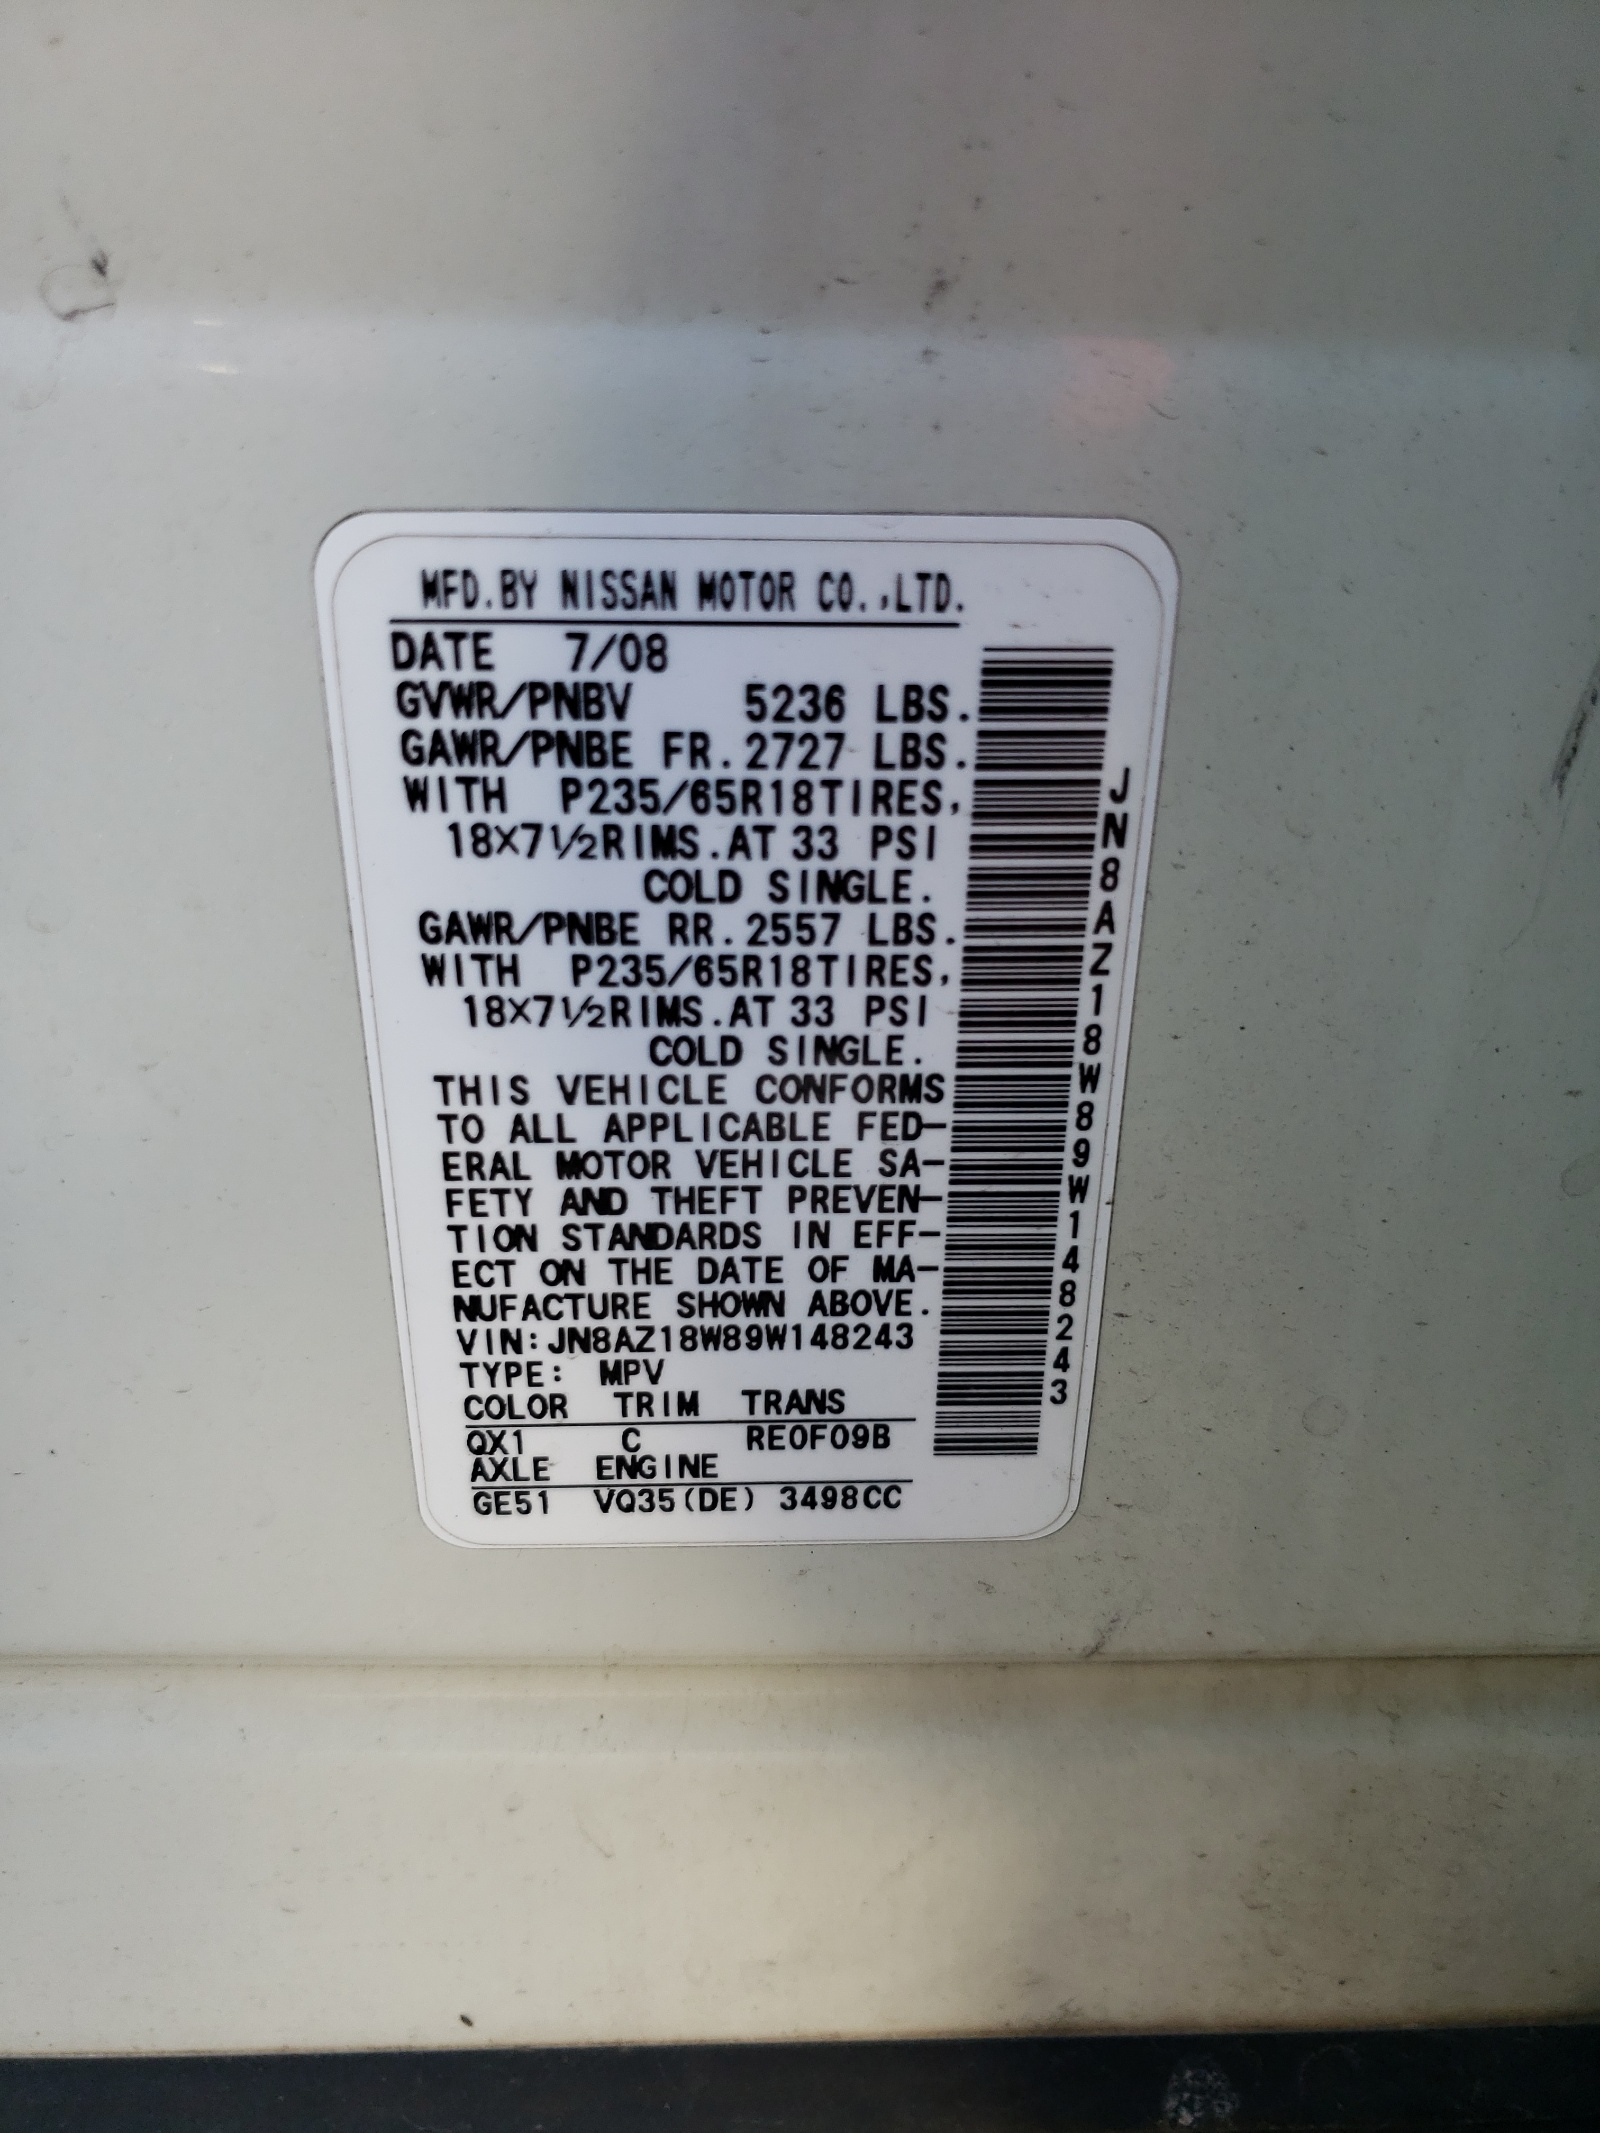 MFD.BY NISSAN MOTOR CO.,LTD.
DATE 7/08
GVWR/PNBV 5236 LBS.
GAWR/PNBE FR. 2727 LBS.
WITH P235/65R18TIRES,
18X7½RIMS.AT 33 PSI
COLD SINGLE.
GAWR/PNBE RR. 2557 LBS.
WITH P235/65R18TIRES,
18X7½RIMS.AT 33 PSI
COLD SINGLE.
THIS VEHICLE CONFORMS
TO ALL APPLICABLE FED-
ERAL MOTOR VEHICLE SA-
FETY AND THEFT PREVEN-
TION STANDARDS IN EFF-
ECT ON THE DATE OF MA-
NUFACTURE SHOWN ABOVE.
VIN:JN8AZ18W89W148243
TYPE: MPV
COLOR TRIM TRANS
QX1 C RE0F09B
AXLE ENGINE
GE51 VQ35(DE) 3498CC
JN8AZ18W89W148243